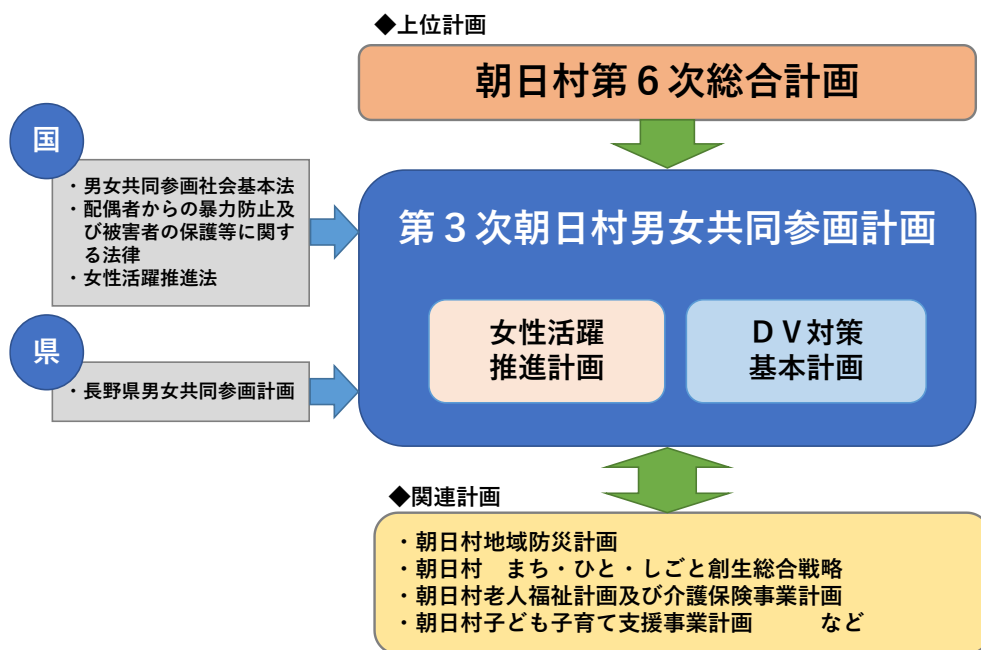 ◆上位計画
朝日村第６次総合計画
国
・男女共同参画社会基本法
・配偶者からの暴力防止及
び被害者の保護等に関す
る法律
・女性活躍推進法
県
・長野県男女共同参画計画
第３次朝日村男女共同参画計画
女性活躍
推進計画
ＤＶ対策
基本計画
◆関連計画
・朝日村地域防災計画
・朝日村　まち・ひと・しごと創生総合戦略
・朝日村老人福祉計画及び介護保険事業計画
・朝日村子ども子育て支援事業計画　　　など